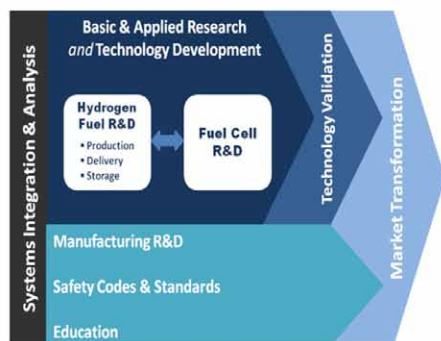 Systems Integration & Analysis
Basic & Applied Research
and Technology Development
Hydrogen
Fuel R&D
• Production
• Delivery
• Storage
Fuel Cell
R&D
Technology Validation
Market Transformation
Manufacturing R&D
Safety Codes & Standards
Education